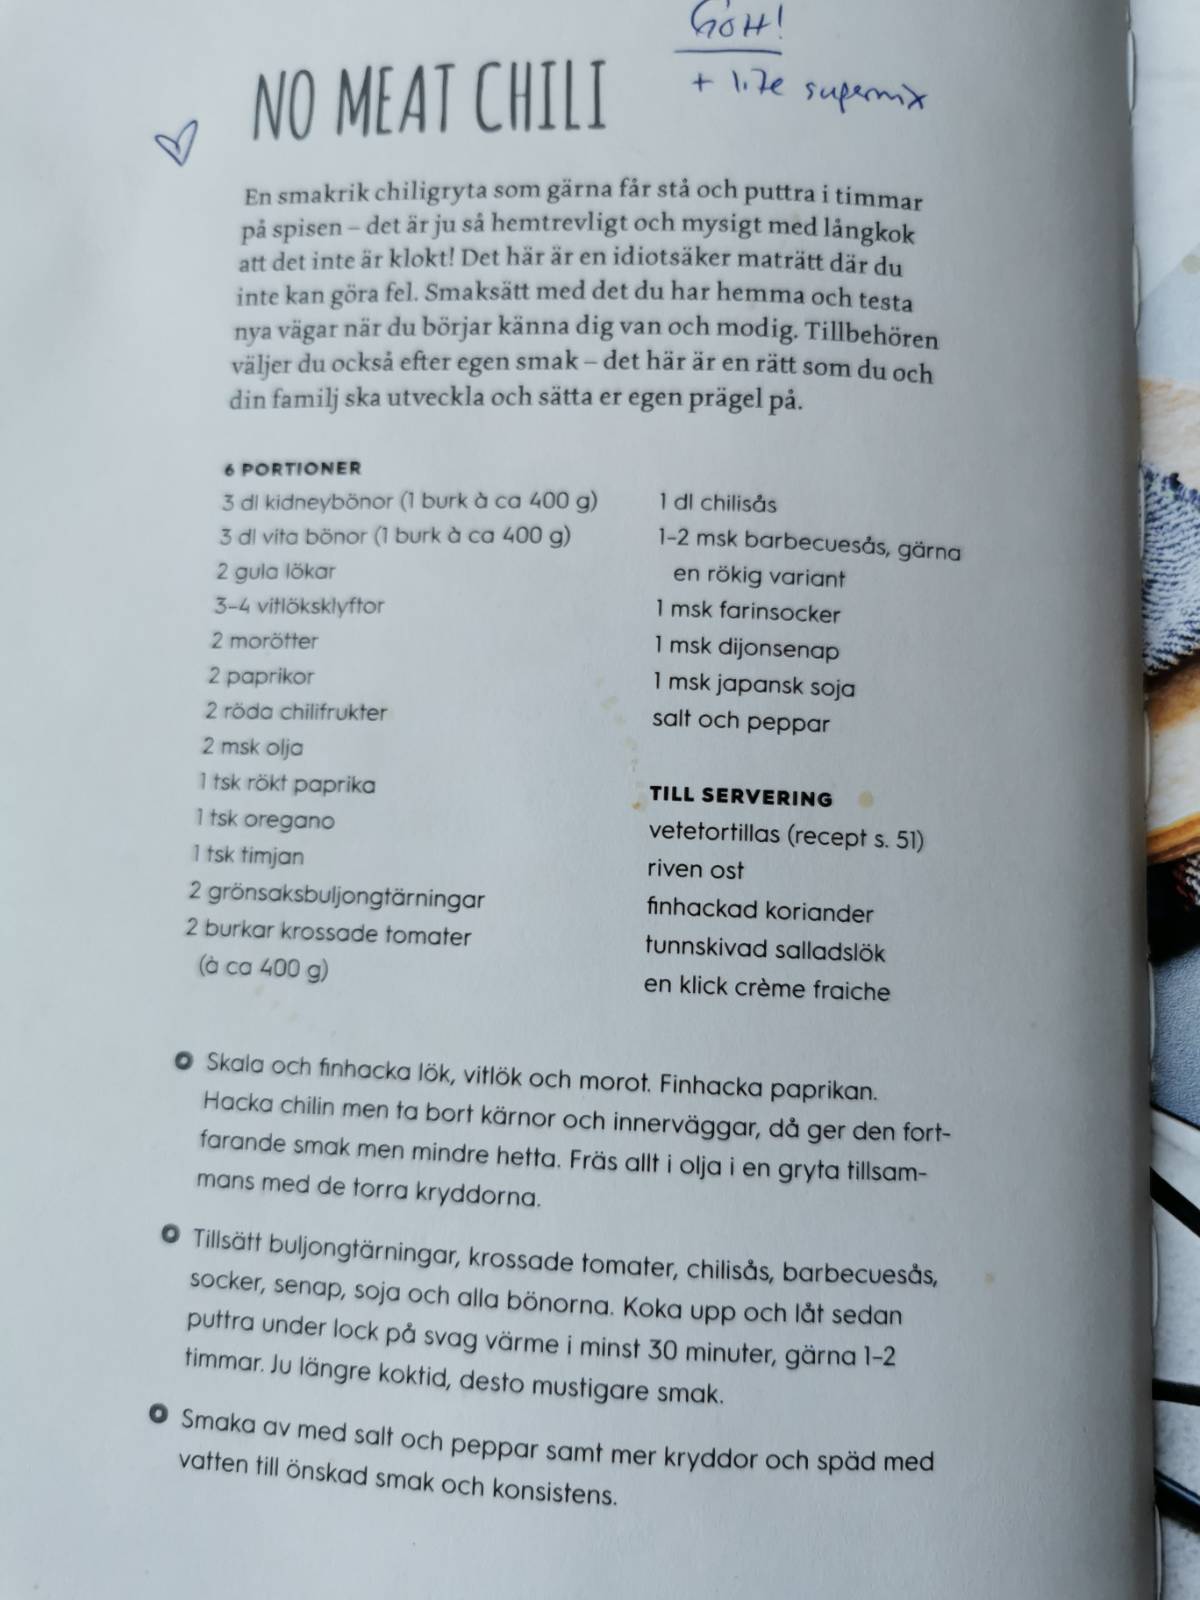 Gott!
+ lite supermix
NO MEAT CHILI
En smakrik chiligryta som gärna får stå och puttra i timmar
på spisen – det är ju så hemtrevligt och mysigt med långkok
att det inte är klokt! Det här är en idiotsäker maträtt där du
inte kan göra fel. Smaksätt med det du har hemma och testa
nya vägar när du börjar känna dig van och modig. Tillbehören
väljer du också efter egen smak – det här är en rätt som du och
din familj ska utveckla och sätta er egen prägel på.
6 PORTIONER
3 dl kidneybönor (1 burk à ca 400 g)
3 dl vita bönor (1 burk à ca 400 g)
2 gula lökar
3–4 vitlöksklyftor
2 morötter
2 paprikor
2 röda chilifrukter
2 msk olja
1 tsk rökt paprika
1 tsk oregano
1 tsk timjan
2 grönsaksbuljongtärningar
2 burkar krossade tomater
(à ca 400 g)
1 dl chilisås
1–2 msk barbecuesås, gärna
en rökig variant
1 msk farinsocker
1 msk dijonsenap
1 msk japansk soja
salt och peppar
TILL SERVERING
vetetortillas (recept s. 51)
riven ost
finhackad koriander
tunnskivad salladslök
en klick crème fraiche
Skala och finhacka lök, vitlök och morot. Finhacka paprikan.
Hacka chilin men ta bort kärnor och innerväggar, då ger den fort-
farande smak men mindre hetta. Fräs allt i olja i en gryta tillsam-
mans med de torra kryddorna.
Tillsätt buljongtärningar, krossade tomater, chilisås, barbecuesås,
socker, senap, soja och alla bönorna. Koka upp och låt sedan
puttra under lock på svag värme i minst 30 minuter, gärna 1–2
timmar. Ju längre koktid, desto mustigare smak.
Smaka av med salt och peppar samt mer kryddor och späd med
vatten till önskad smak och konsistens.